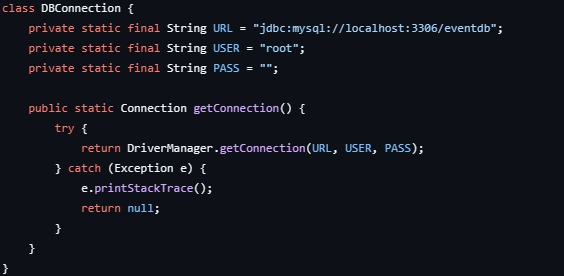 class DBConnection {
    private static final String URL = "jdbc:mysql://localhost:3306/eventdb";
    private static final String USER = "root";
    private static final String PASS = "";

    public static Connection getConnection() {
        try {
            return DriverManager.getConnection(URL, USER, PASS);
        } catch (Exception e) {
            e.printStackTrace();
            return null;
        }
    }
}